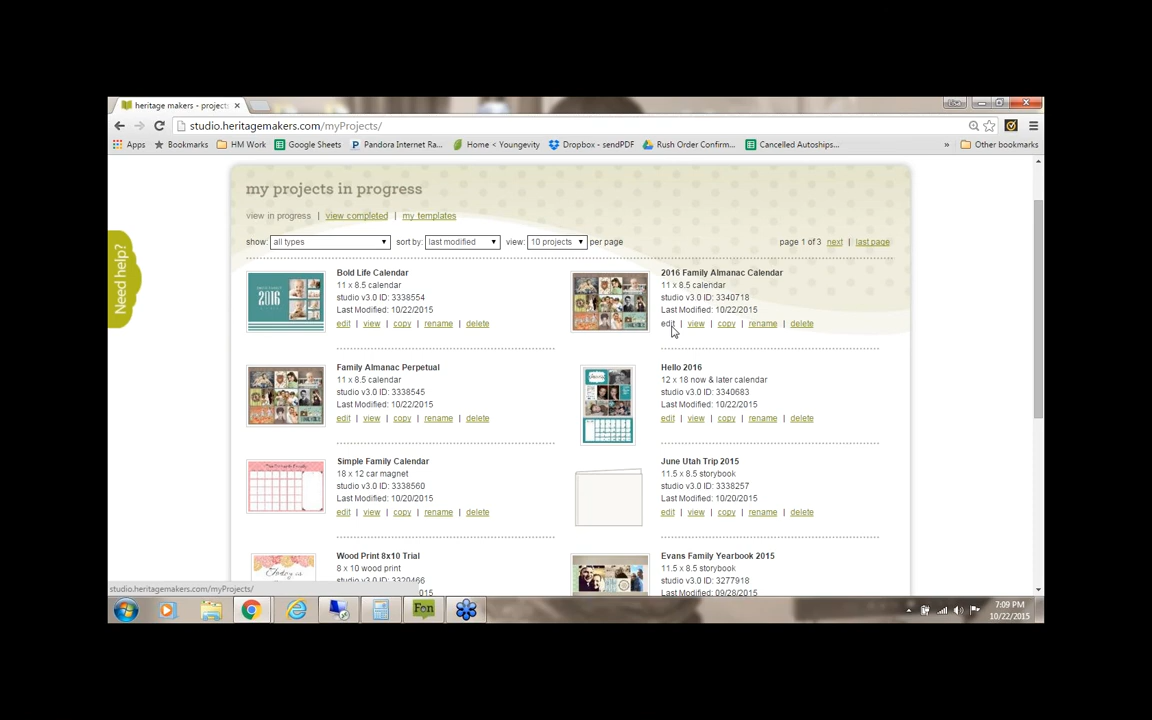 heritage makers - projects
studio.heritagemakers.com/myProjects/
Apps Bookmarks HM Work Google Sheets Pandora Internet Ra... Home < Youngevity Dropbox - sendPDF Rush Order Confirm... Cancelled Autoships... » Other bookmarks
Need help?
my projects in progress
view in progress | view completed | my templates
show: all types sort by: last modified view: 10 projects per page page 1 of 3 next | last page
Bold Life Calendar
11 x 8.5 calendar
studio v3.0 ID: 3338554
Last Modified: 10/22/2015
edit | view | copy | rename | delete
2016 Family Almanac Calendar
11 x 8.5 calendar
studio v3.0 ID: 3340718
Last Modified: 10/22/2015
edit | view | copy | rename | delete
Family Almanac Perpetual
11 x 8.5 calendar
studio v3.0 ID: 3338545
Last Modified: 10/22/2015
edit | view | copy | rename | delete
Hello 2016
12 x 18 now & later calendar
studio v3.0 ID: 3340683
Last Modified: 10/22/2015
edit | view | copy | rename | delete
Simple Family Calendar
18 x 12 car magnet
studio v3.0 ID: 3338560
Last Modified: 10/20/2015
edit | view | copy | rename | delete
June Utah Trip 2015
11.5 x 8.5 storybook
studio v3.0 ID: 3338257
Last Modified: 10/20/2015
edit | view | copy | rename | delete
Wood Print 8x10 Trial
8 x 10 wood print
studio v3.0 ID: 3320466
015
Evans Family Yearbook 2015
11.5 x 8.5 storybook
studio v3.0 ID: 3277918
Last Modified: 09/28/2015
2016
studio.heritagemakers.com/myProjects/
Fon
7:09 PM
10/22/2015